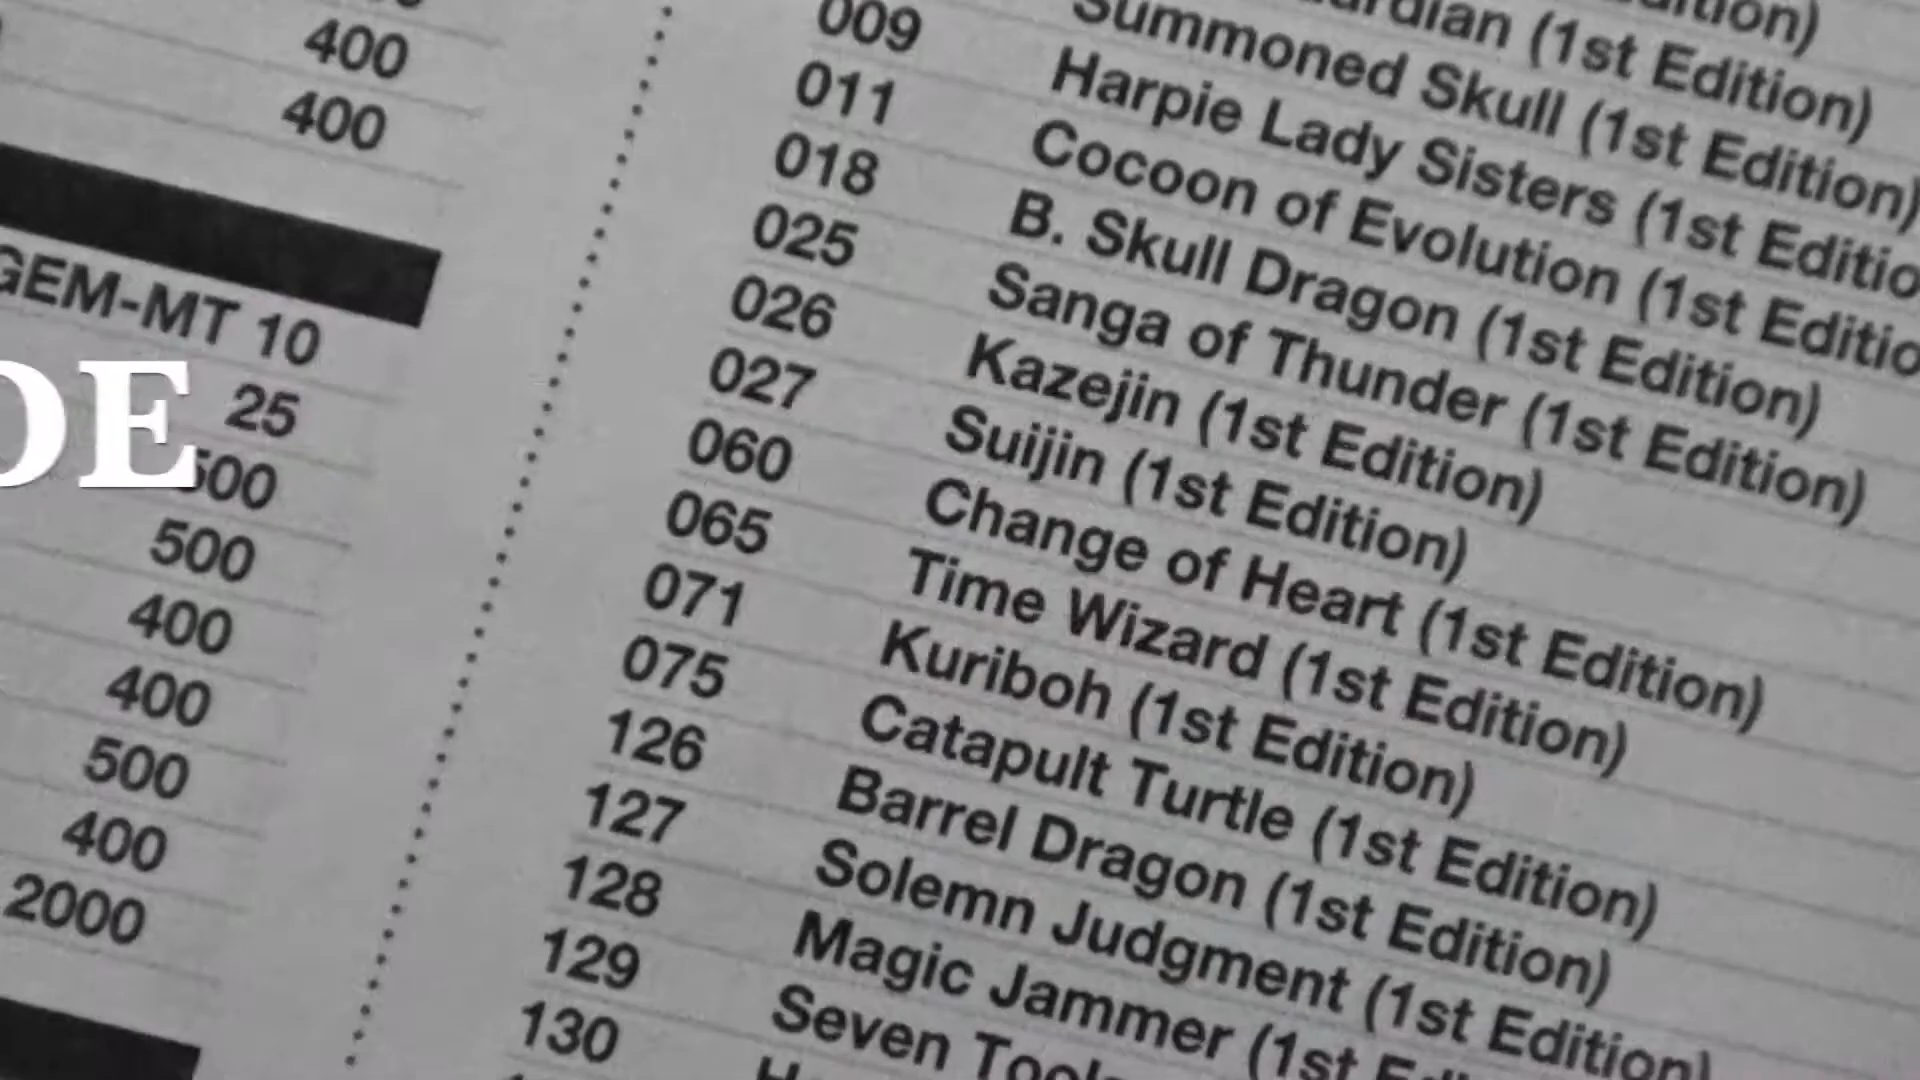 400
400
GEM-MT 10
25
500
500
400
400
500
400
2000
DE
(1st Edition)
Summoned Skull (1st Edition)
009 Harpie Lady Sisters (1st Editio
011 Cocoon of Evolution (1st Editio
018 B. Skull Dragon (1st Edition)
025 Sanga of Thunder (1st Edition)
026 Kazejin (1st Edition)
027 Suijin (1st Edition)
060 Change of Heart (1st Edition)
065 Time Wizard (1st Edition)
071 Kuriboh (1st Edition)
075 Catapult Turtle (1st Edition)
126 Barrel Dragon (1st Edition)
127 Solemn Judgment (1st Edition)
128 Magic Jammer (1st Edi
129 Seven Tools
130